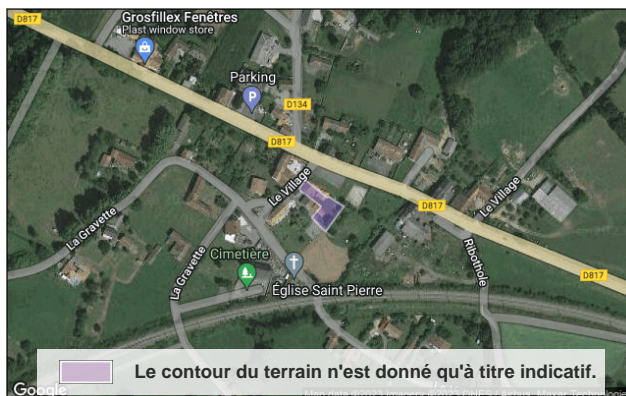 D817
Grosfillex Fenêtres
Plast window store
Parking
D134
D817
Le Village
Le Village
D817
La Gravette
Ribothole
Cimetière
La Gravette
Église Saint Pierre
D817
Le contour du terrain n'est donné qu'à titre indicatif.
Google